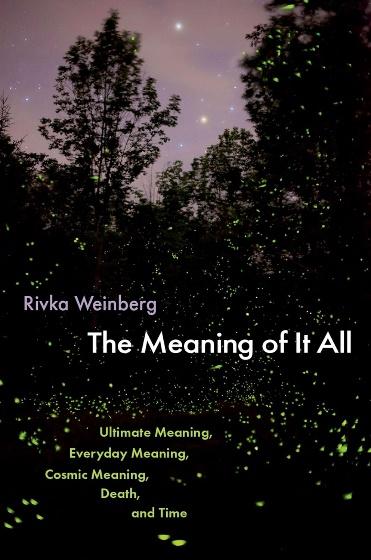 Rivka Weinberg
The Meaning of It All
Ultimate Meaning,
Everyday Meaning,
Cosmic Meaning,
Death,
and Time